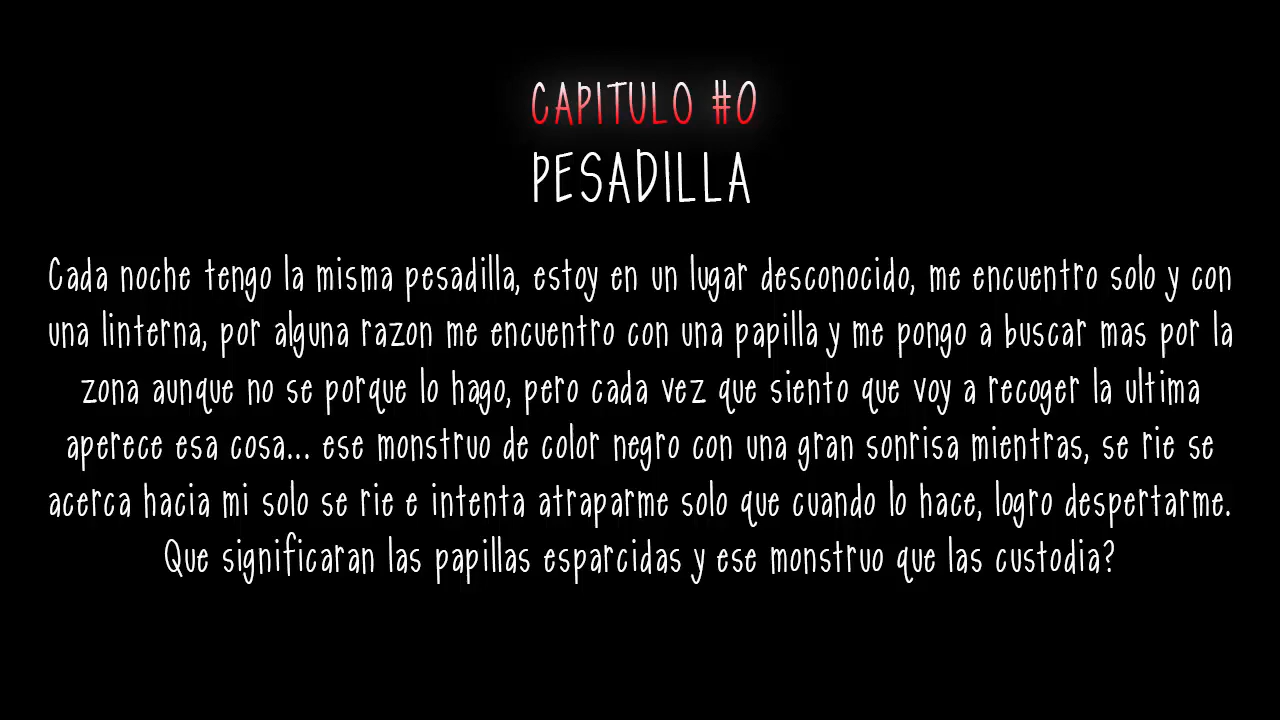 CAPITULO #0
PESADILLA
Cada noche tengo la misma pesadilla, estoy en un lugar desconocido, me encuentro solo y con
una linterna, por alguna razon me encuentro con una papilla y me pongo a buscar mas por la
zona aunque no se porque lo hago, pero cada vez que siento que voy a recoger la ultima
aperece esa cosa... ese monstruo de color negro con una gran sonrisa mientras, se rie se
acerca hacia mi solo se rie e intenta atraparme solo que cuando lo hace, logro despertarme.
Que significaran las papillas esparcidas y ese monstruo que las custodia?